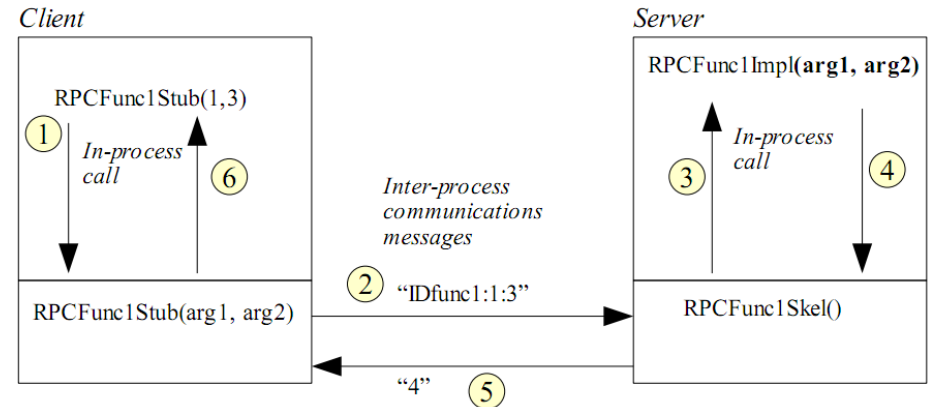 Client
Server
RPCFunc1Impl(arg1, arg2)
RPCFunc1Stub(1,3)
1
In-process
call
6
3
In-process
call
4
Inter-process
communications
messages
2
“IDfunc1:1:3”
RPCFunc1Stub(arg1, arg2)
RPCFunc1Skel()
“4”
5